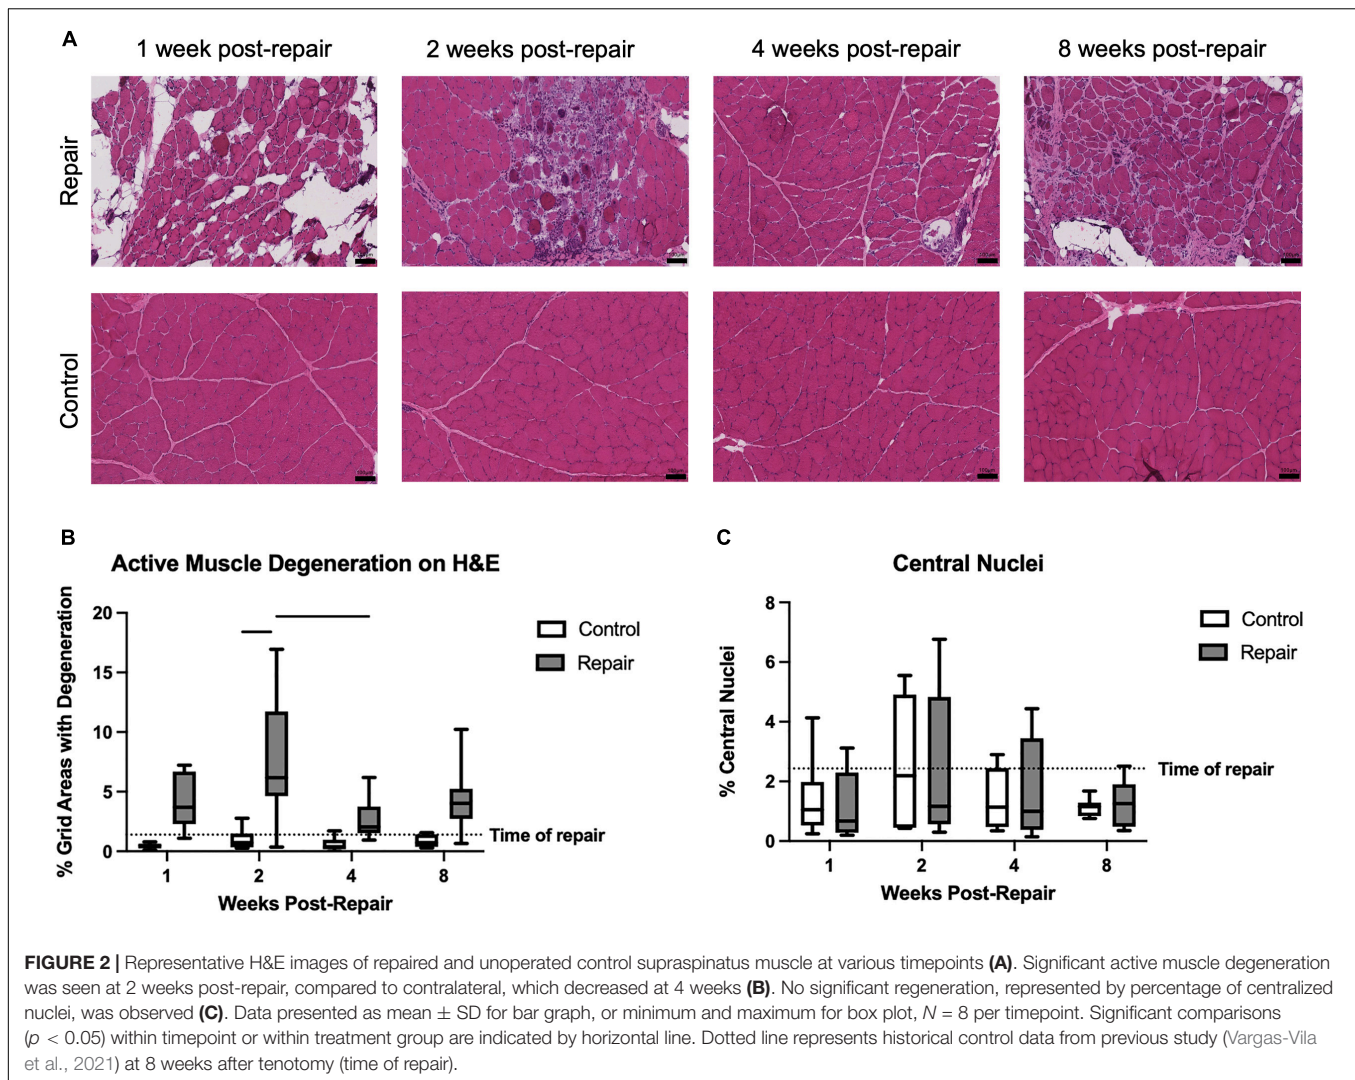 A
1 week post-repair
2 weeks post-repair
4 weeks post-repair
8 weeks post-repair
Repair
Control
100µm
100µm
100µm
100µm
B
Active Muscle Degeneration on H&E
% Grid Areas with Degeneration
20
15
10
5
0
Control
Repair
Time of repair
1
2
4
8
Weeks Post-Repair
C
Central Nuclei
% Central Nuclei
8
6
4
2
0
Control
Repair
Time of repair
1
2
4
8
Weeks Post-Repair
FIGURE 2 | Representative H&E images of repaired and unoperated control supraspinatus muscle at various timepoints (A). Significant active muscle degeneration
was seen at 2 weeks post-repair, compared to contralateral, which decreased at 4 weeks (B). No significant regeneration, represented by percentage of centralized
nuclei, was observed (C). Data presented as mean ± SD for bar graph, or minimum and maximum for box plot, N = 8 per timepoint. Significant comparisons
(p < 0.05) within timepoint or within treatment group are indicated by horizontal line. Dotted line represents historical control data from previous study (Vargas-Vila
et al., 2021) at 8 weeks after tenotomy (time of repair).